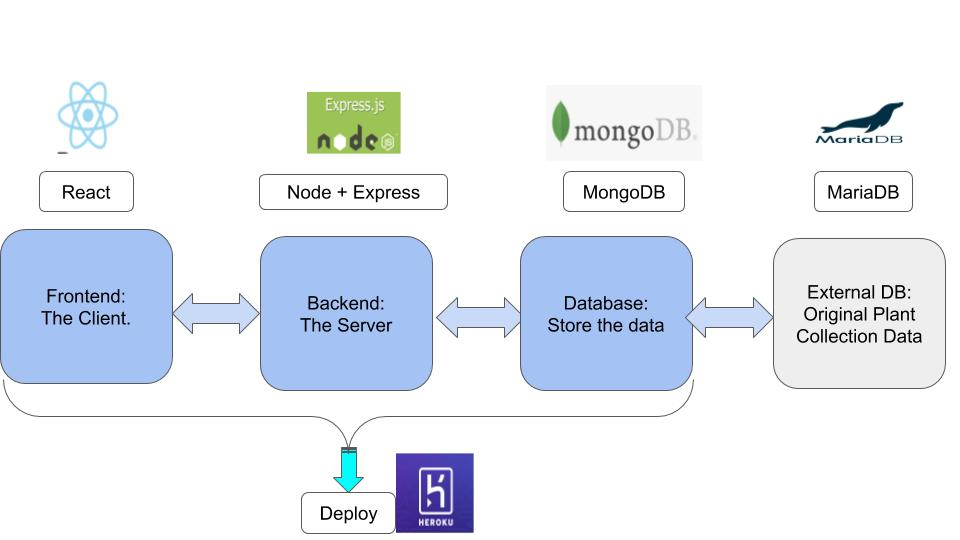 Express.js
node
JS
mongoDB®
MariaDB
React
Node + Express
MongoDB
MariaDB
Frontend:
The Client.
Backend:
The Server
Database:
Store the data
External DB:
Original Plant
Collection Data
Deploy
HEROKU